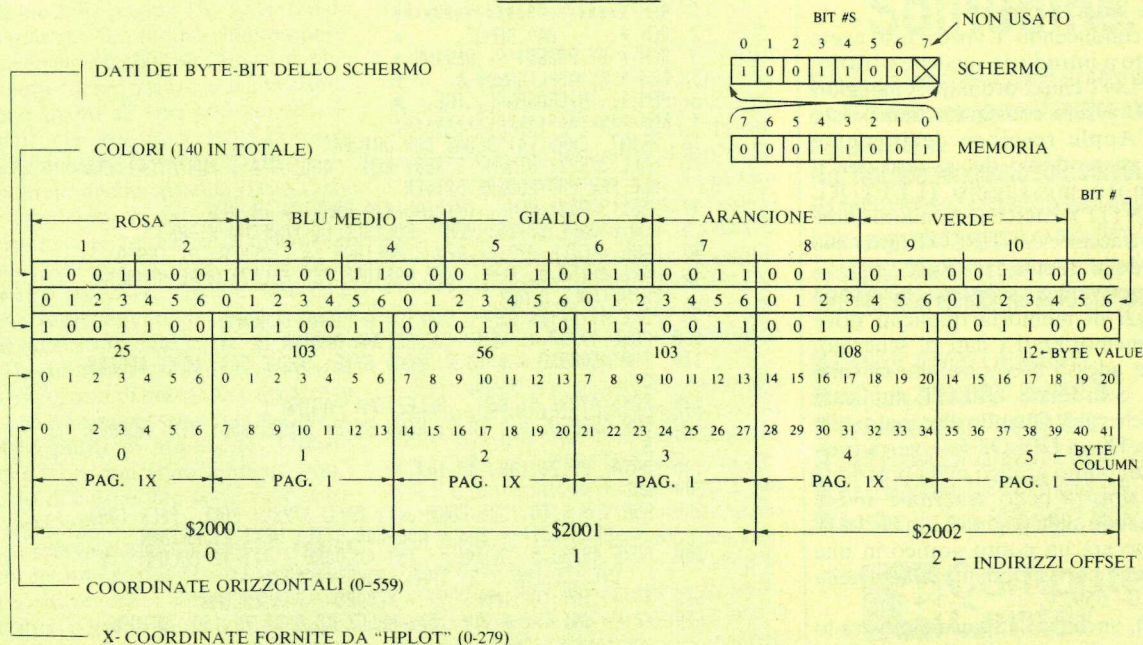 BIT #S
NON USATO
0 1 2 3 4 5 6 7
DATI DEI BYTE-BIT DELLO SCHERMO
1 0 0 1 1 0 0 SCHERMO
7 6 5 4 3 2 1 0
COLORI (140 IN TOTALE)
0 0 0 1 1 0 0 1 MEMORIA
BIT #
ROSA BLU MEDIO GIALLO ARANCIONE VERDE
1 2 3 4 5 6 7 8 9 10
1 0 0 1 1 0 0 1 1 1 0 0 1 1 0 0 0 1 1 1 0 1 1 1 0 0 1 1 0 0 1 1 0 1 1 0 0 1 1 0 0 0
0 1 2 3 4 5 6 0 1 2 3 4 5 6 0 1 2 3 4 5 6 0 1 2 3 4 5 6 0 1 2 3 4 5 6 0 1 2 3 4 5 6
1 0 0 1 1 0 0 1 1 1 0 0 1 1 0 0 0 1 1 1 0 1 1 1 0 0 1 1 0 0 1 1 0 1 1 0 0 1 1 0 0 0
25 103 56 103 108 12 BYTE VALUE
0 1 2 3 4 5 6 0 1 2 3 4 5 6 7 8 9 10 11 12 13 7 8 9 10 11 12 13 14 15 16 17 18 19 20 14 15 16 17 18 19 20
0 1 2 3 4 5 6 7 8 9 10 11 12 13 14 15 16 17 18 19 20 21 22 23 24 25 26 27 28 29 30 31 32 33 34 35 36 37 38 39 40 41
0 1 2 3 4 5 BYTE/
COLUMN
PAG. 1X PAG. 1 PAG. 1X PAG. 1 PAG. 1X PAG. 1
$2000 $2001 $2002
0 1 2 INDIRIZZI OFFSET
COORDINATE ORIZZONTALI (0-559)
X- COORDINATE FORNITE DA "HPLOT" (0-279)